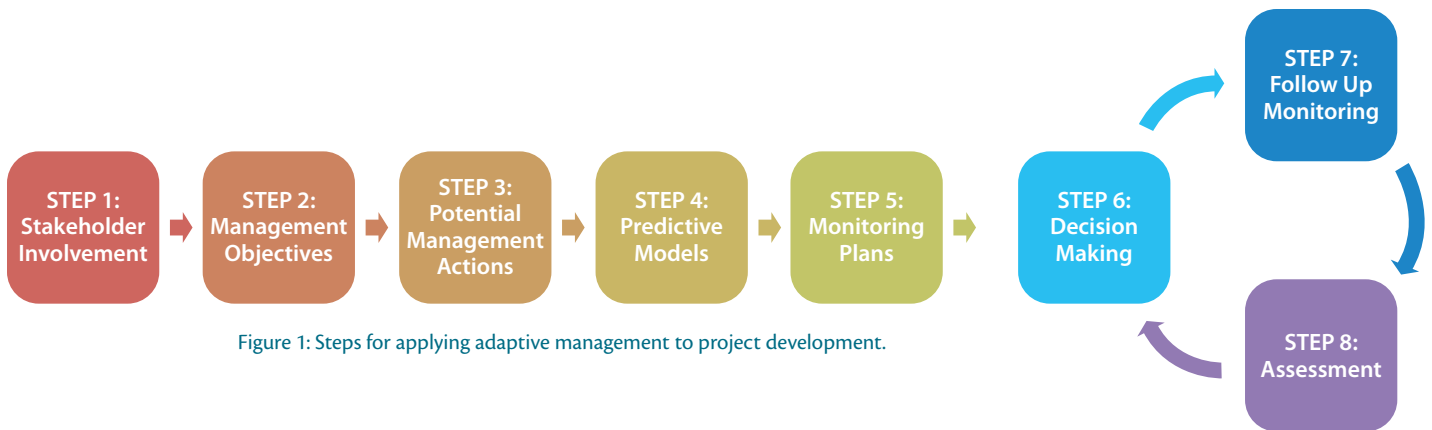 STEP 1:
Stakeholder
Involvement
STEP 2:
Management
Objectives
STEP 3:
Potential
Management
Actions
STEP 4:
Predictive
Models
STEP 5:
Monitoring
Plans
STEP 6:
Decision
Making
STEP 7:
Follow Up
Monitoring
STEP 8:
Assessment
Figure 1: Steps for applying adaptive management to project development.